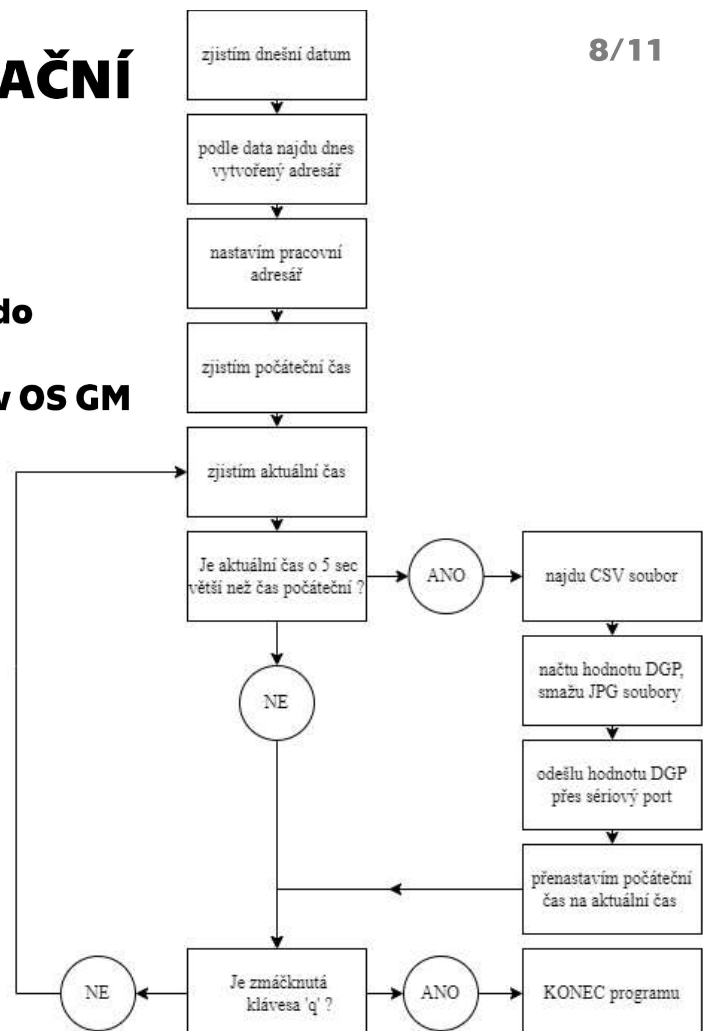 AČNÍ
do
v OS GM
8/11
zjistím dnešní datum
podle data najdu dnes
vytvořený adresář
nastavím pracovní
adresář
zjistím počáteční čas
zjistím aktuální čas
Je aktuální čas o 5 sec
větší než čas počáteční ?
ANO
najdu CSV soubor
NE
načtu hodnotu DGP,
smažu JPG soubory
odešlu hodnotu DGP
přes sériový port
přenastavím počáteční
čas na aktuální čas
NE
Je zmáčknutá
klávesa 'q' ?
ANO
KONEC programu